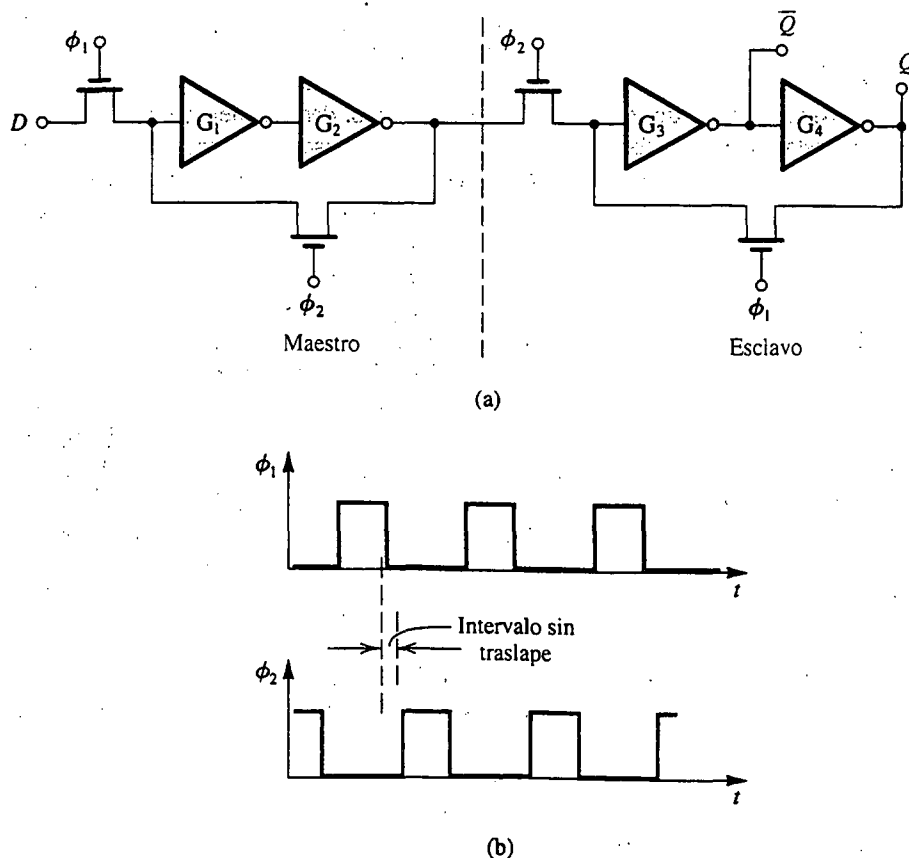 ϕ₁
D
G₁
G₂
ϕ₂
Maestro
ϕ₂
G₃
Q̅
G₄
Q
ϕ₁
Esclavo
(a)
ϕ₁
t
Intervalo sin
traslape
ϕ₂
t
(b)